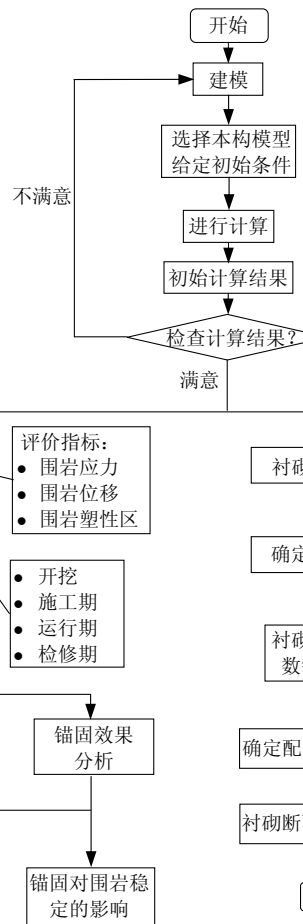 开始
建模
选择本构模型
给定初始条件
不满意
进行计算
初始计算结果
检查计算结果?
满意
评价指标：
● 围岩应力
● 围岩位移
● 围岩塑性区
衬砌
确定
● 开挖
● 施工期
● 运行期
● 检修期
衬砌
数
锚固效果
分析
确定配
衬砌断
锚固对围岩稳
定的影响